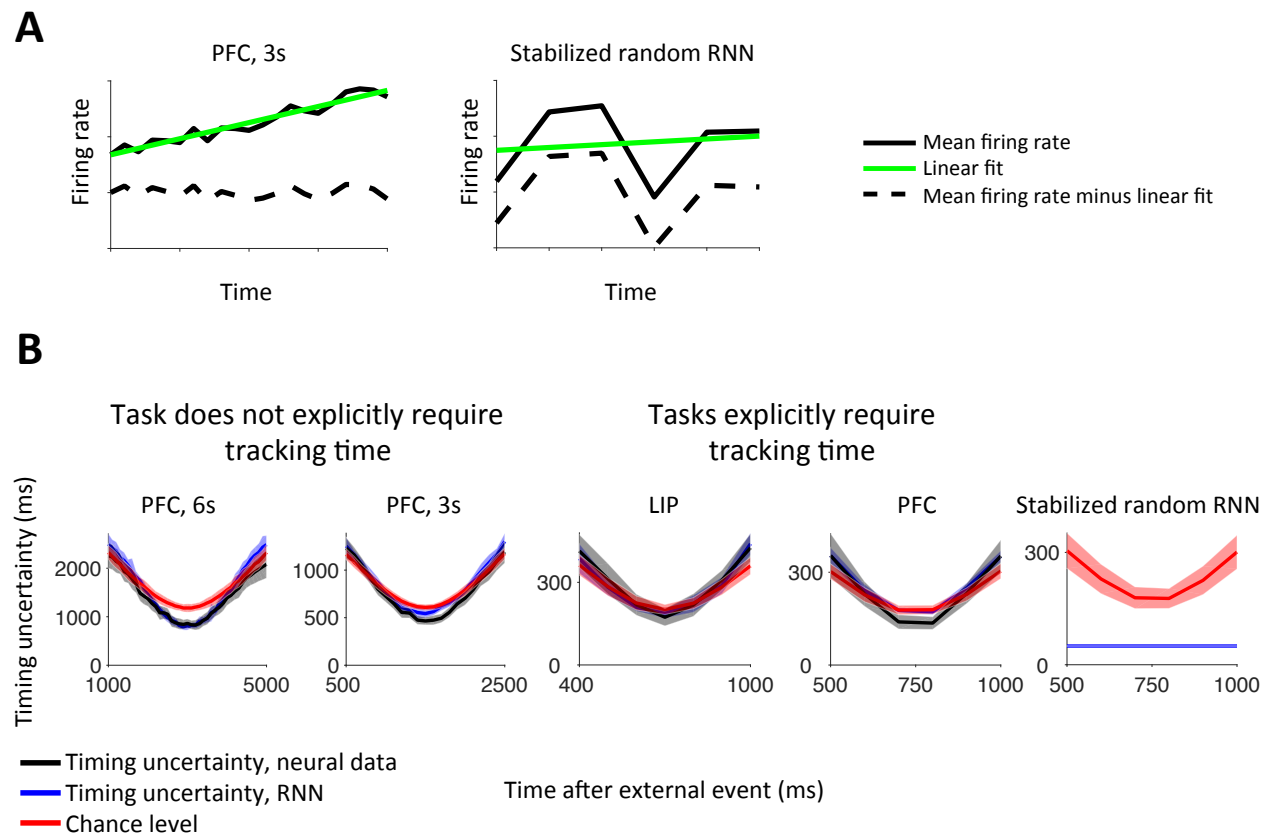 A
PFC, 3s
Stabilized random RNN
Firing rate
Time
Firing rate
Time
Mean firing rate
Linear fit
Mean firing rate minus linear fit
B
Task does not explicitly require
tracking time
Tasks explicitly require
tracking time
Timing uncertainty (ms)
PFC, 6s
2000
1000
0
1000
5000
PFC, 3s
1000
500
0
500
2500
LIP
300
0
400
1000
PFC
300
0
500
750
1000
Stabilized random RNN
300
0
500
750
1000
Timing uncertainty, neural data
Timing uncertainty, RNN
Chance level
Time after external event (ms)